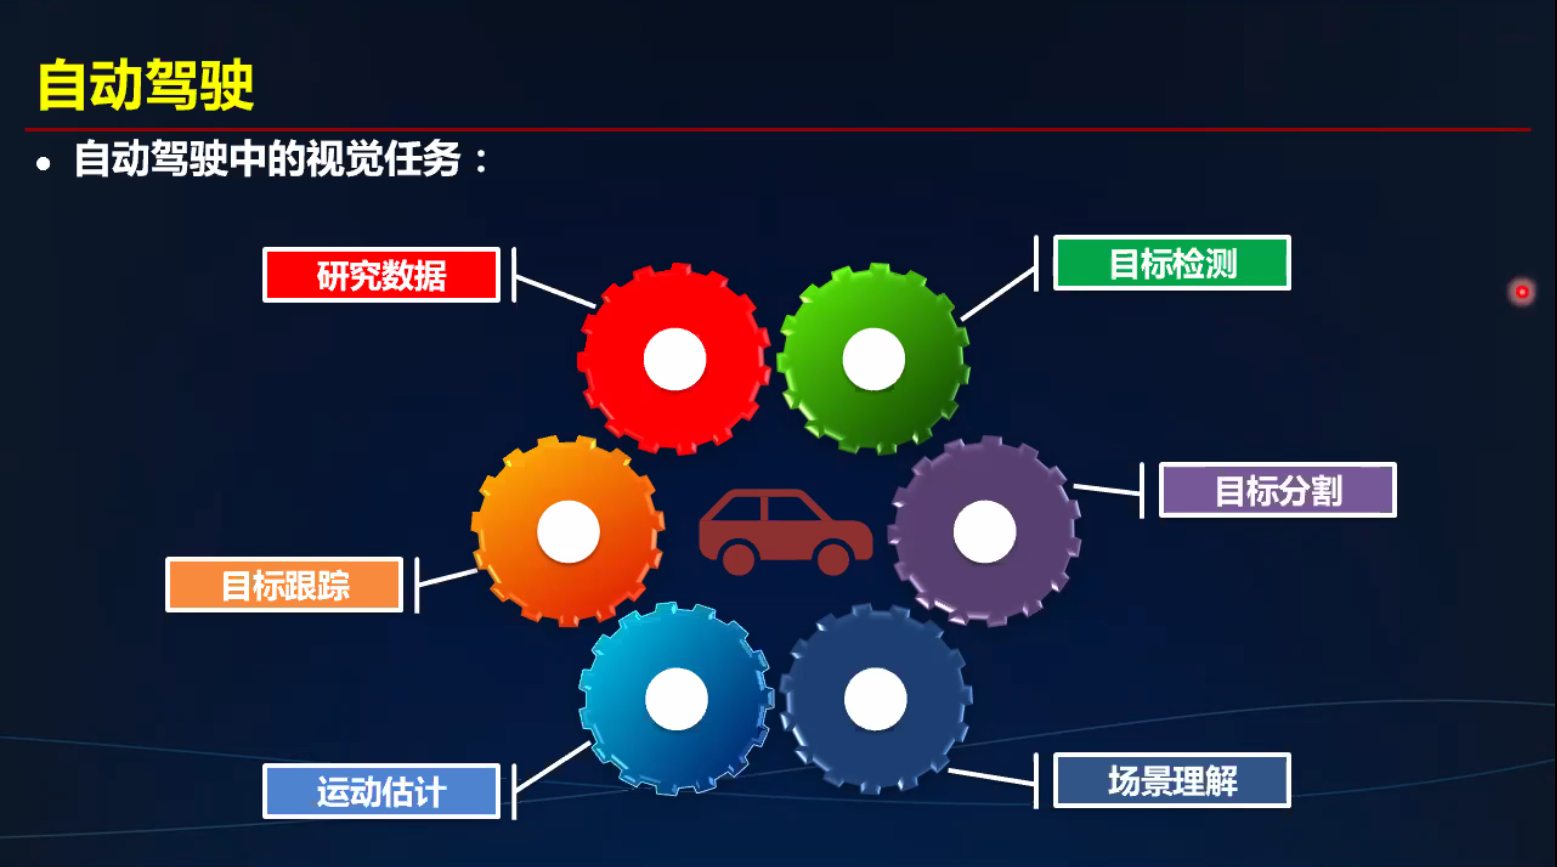 自动驾驶
• 自动驾驶中的视觉任务：
研究数据
目标检测
目标分割
目标跟踪
运动估计
场景理解